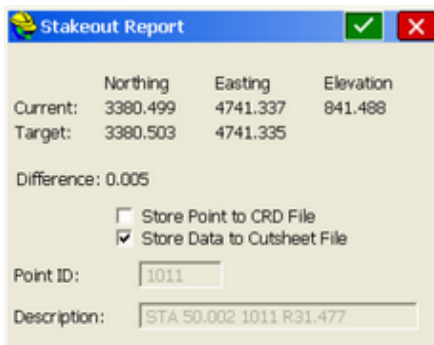 Stakeout Report
Northing Easting Elevation
Current: 3380.499 4741.337 841.488
Target: 3380.503 4741.335
Difference: 0.005
Store Point to CRD File
Store Data to Cutsheet File
Point ID: 1011
Description: STA 50.002 1011 R31.477